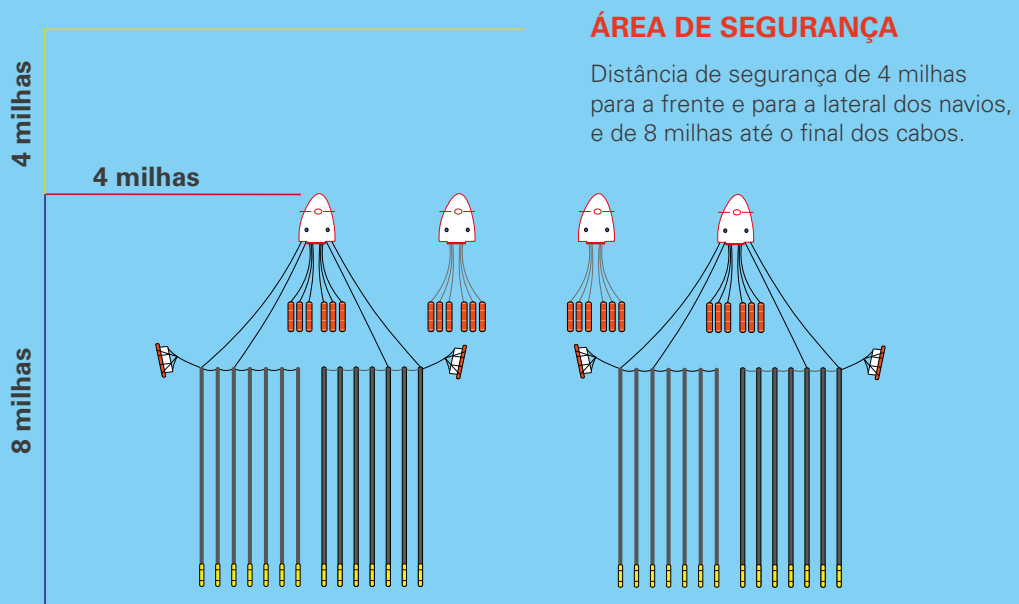 ÁREA DE SEGURANÇA
Distância de segurança de 4 milhas
para a frente e para a lateral dos navios,
e de 8 milhas até o final dos cabos.
4 milhas
4 milhas
8 milhas